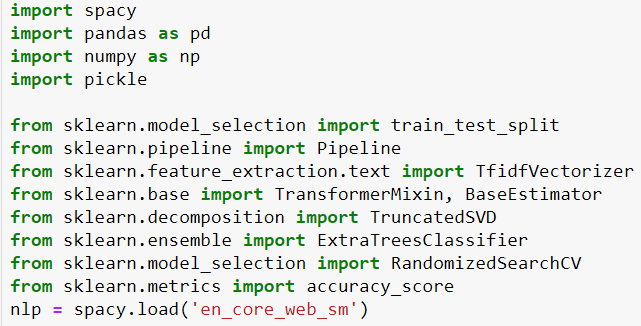 import spacy
import pandas as pd
import numpy as np
import pickle
from sklearn.model_selection import train_test_split
from sklearn.pipeline import Pipeline
from sklearn.feature_extraction.text import TfidfVectorizer
from sklearn.base import TransformerMixin, BaseEstimator
from sklearn.decomposition import TruncatedSVD
from sklearn.ensemble import ExtraTreesClassifier
from sklearn.model_selection import RandomizedSearchCV
from sklearn.metrics import accuracy_score
nlp = spacy.load('en_core_web_sm')